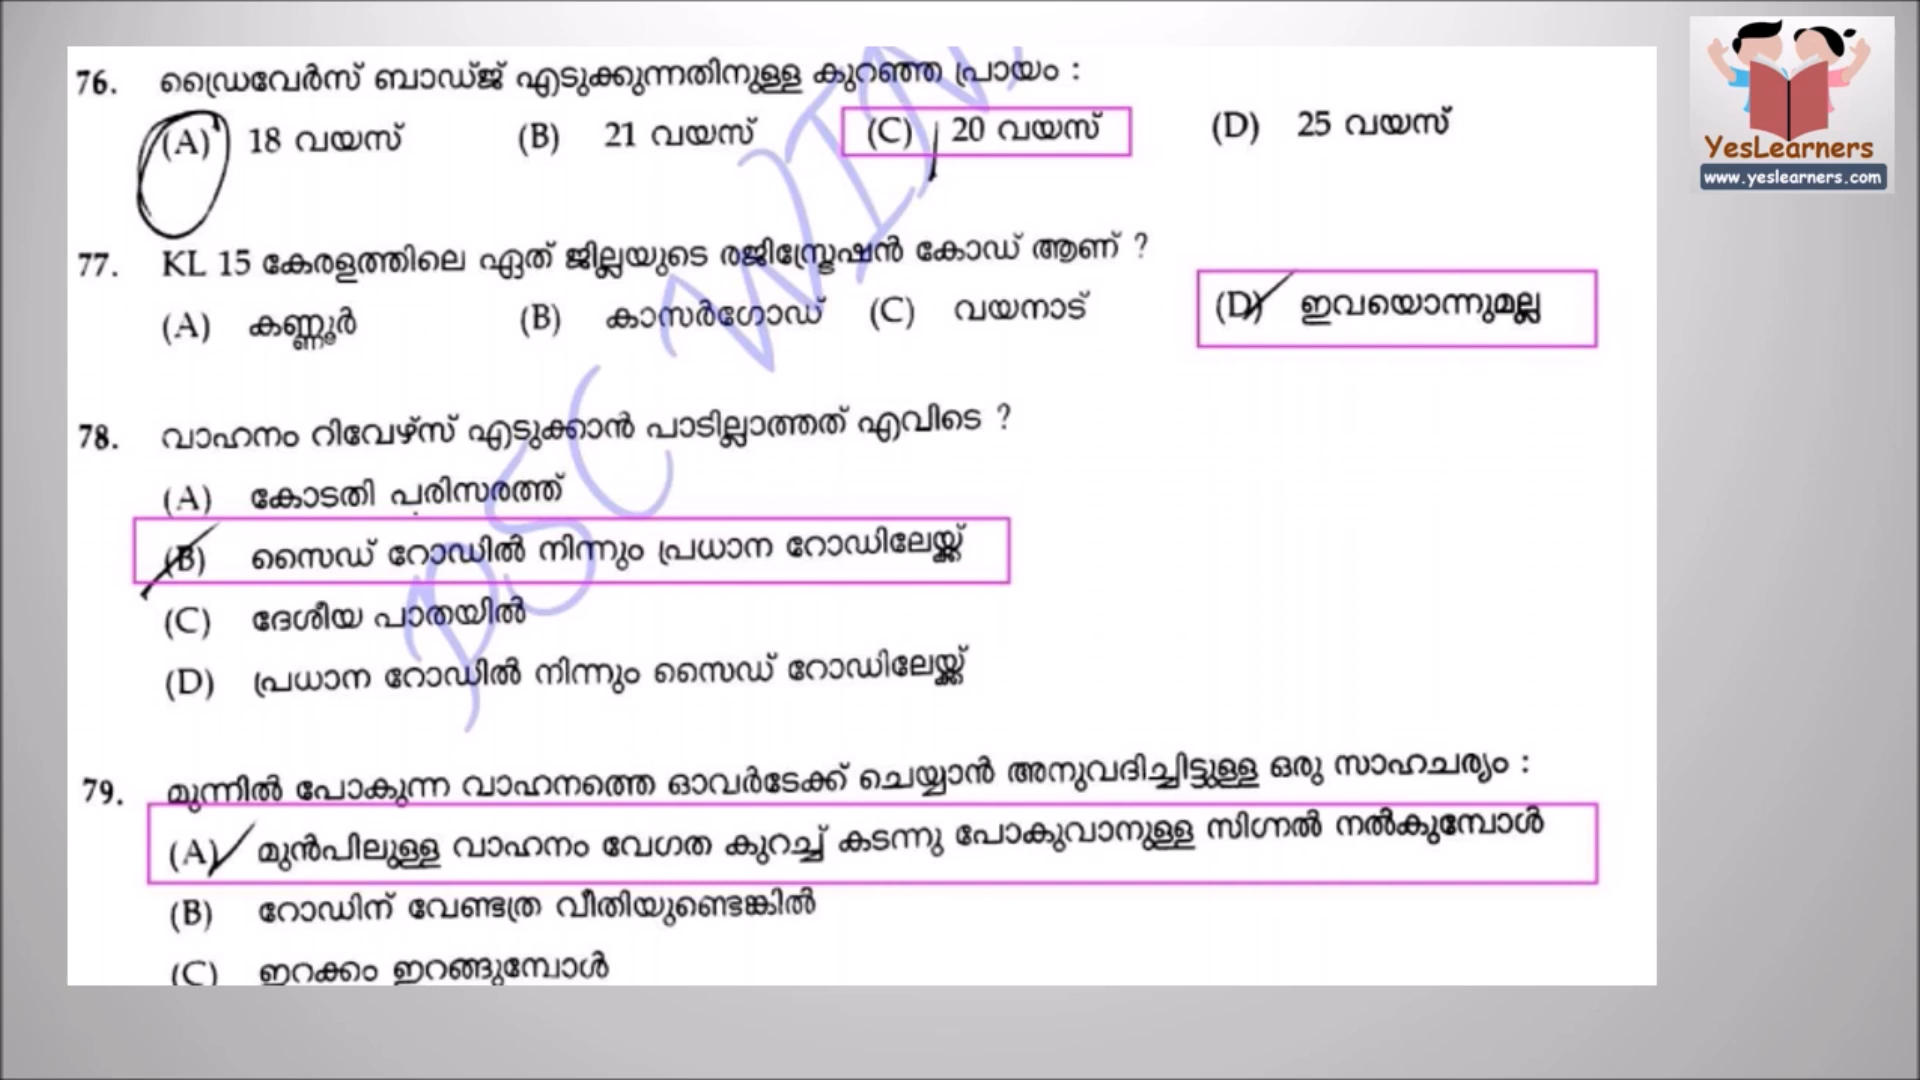 76. ഡ്രൈവേർസ് ബാഡ്ജ് എടുക്കുന്നതിനുള്ള കുറഞ്ഞ പ്രായം :
(A) 18 വയസ് (B) 21 വയസ് (C) 20 വയസ് (D) 25 വയസ്
77. KL 15 കേരളത്തിലെ ഏത് ജില്ലയുടെ രജിസ്ട്രേഷൻ കോഡ് ആണ് ?
(A) കണ്ണൂർ (B) കാസർഗോഡ് (C) വയനാട് (D) ഇവയൊന്നുമല്ല
78. വാഹനം റിവേഴ്സ് എടുക്കാൻ പാടില്ലാത്തത് എവിടെ ?
(A) കോടതി പരിസരത്ത്
(B) സൈഡ് റോഡിൽ നിന്നും പ്രധാന റോഡിലേയ്ക്ക്
(C) ദേശീയ പാതയിൽ
(D) പ്രധാന റോഡിൽ നിന്നും സൈഡ് റോഡിലേയ്ക്ക്
79. മുന്നിൽ പോകുന്ന വാഹനത്തെ ഓവർടേക്ക് ചെയ്യാൻ അനുവദിച്ചിട്ടുള്ള ഒരു സാഹചര്യം :
(A) മുൻപിലുള്ള വാഹനം വേഗത കുറച്ച് കടന്നു പോകുവാനുള്ള സിഗ്നൽ നൽകുമ്പോൾ
(B) റോഡിന് വേണ്ടത്ര വീതിയുണ്ടെങ്കിൽ
(C) ഇറക്കം ഇറങ്ങുമ്പോൾ
PSC WIN
YesLearners
www.yeslearners.com